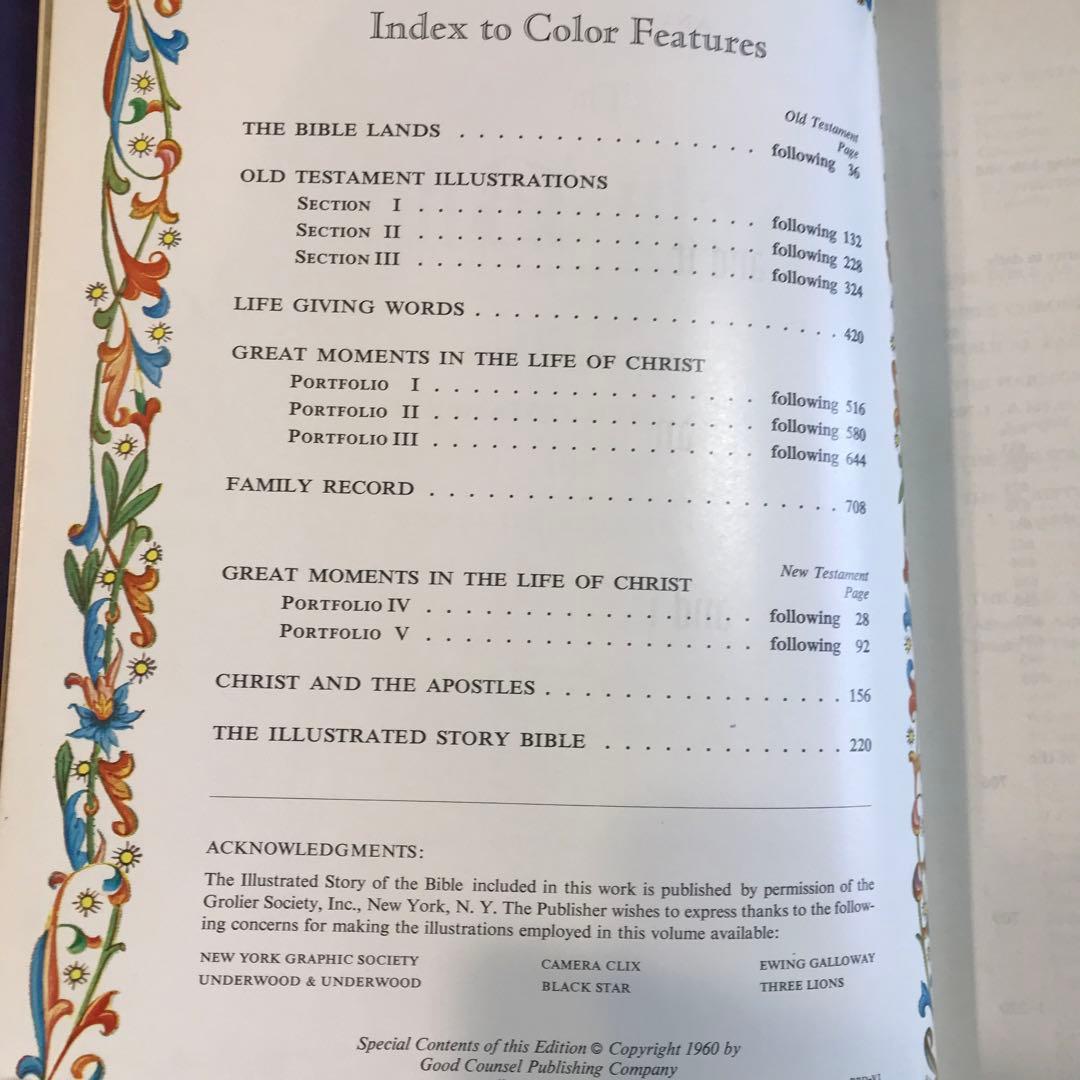 Index to Color Features
Old Testament
Page
THE BIBLE LANDS . . . . . . . . . . . . . following 36
OLD TESTAMENT ILLUSTRATIONS
SECTION I . . . . . . . . . . . . . following 132
SECTION II . . . . . . . . . . . . . following 228
SECTION III . . . . . . . . . . . . . following 324
LIFE GIVING WORDS . . . . . . . . . . . . . . 420
GREAT MOMENTS IN THE LIFE OF CHRIST
PORTFOLIO I . . . . . . . . . . . . . following 516
PORTFOLIO II . . . . . . . . . . . . . following 580
PORTFOLIO III . . . . . . . . . . . . . following 644
FAMILY RECORD . . . . . . . . . . . . . . . . 708
New Testament
Page
GREAT MOMENTS IN THE LIFE OF CHRIST
PORTFOLIO IV . . . . . . . . . . . . . following 28
PORTFOLIO V . . . . . . . . . . . . . following 92
CHRIST AND THE APOSTLES . . . . . . . . . . . . 156
THE ILLUSTRATED STORY BIBLE . . . . . . . . . . 220
ACKNOWLEDGMENTS:
The Illustrated Story of the Bible included in this work is published by permission of the
Grolier Society, Inc., New York, N. Y. The Publisher wishes to express thanks to the follow-
ing concerns for making the illustrations employed in this volume available:
NEW YORK GRAPHIC SOCIETY CAMERA CLIX EWING GALLOWAY
UNDERWOOD & UNDERWOOD BLACK STAR THREE LIONS
Special Contents of this Edition © Copyright 1960 by
Good Counsel Publishing Company